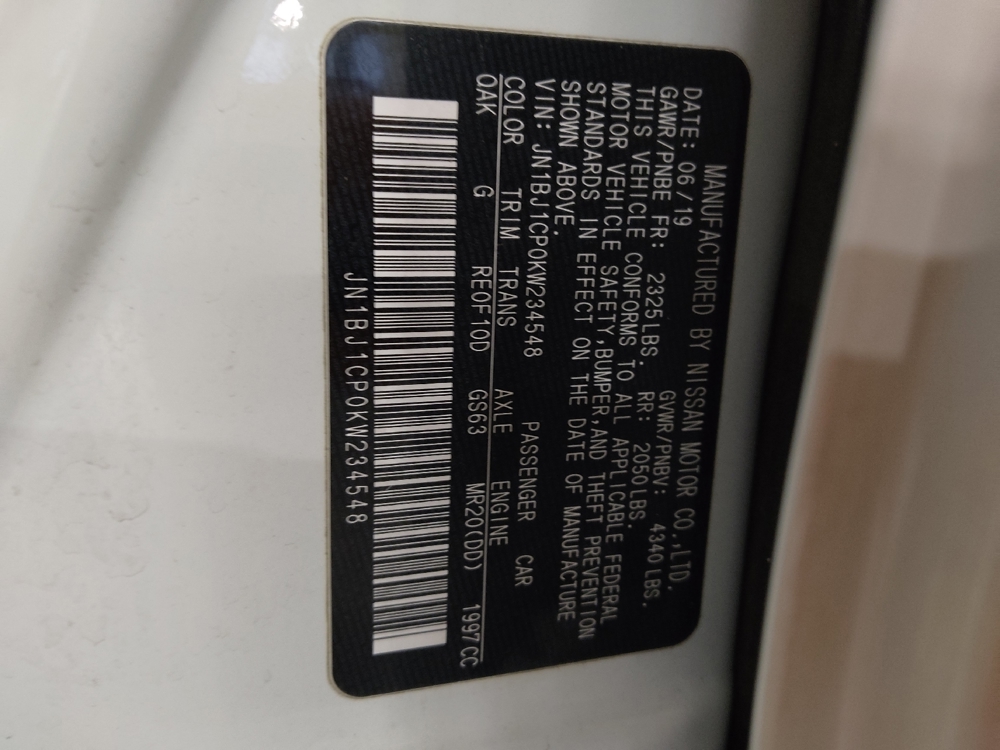 MANUFACTURED BY NISSAN MOTOR CO.,LTD.
DATE: 06/19 GVWR/PNBV: 4340LBS.
GAWR/PNBE FR: 2325LBS. RR: 2050LBS.
THIS VEHICLE CONFORMS TO ALL APPLICABLE FEDERAL
MOTOR VEHICLE SAFETY,BUMPER,AND THEFT PREVENTION
STANDARDS IN EFFECT ON THE DATE OF MANUFACTURE
SHOWN ABOVE.
VIN: JN1BJ1CP0KW234548 PASSENGER CAR
COLOR TRIM TRANS AXLE ENGINE
QAK G RE0F10D GS63 MR20(DD) 1997CC
JN1BJ1CP0KW234548